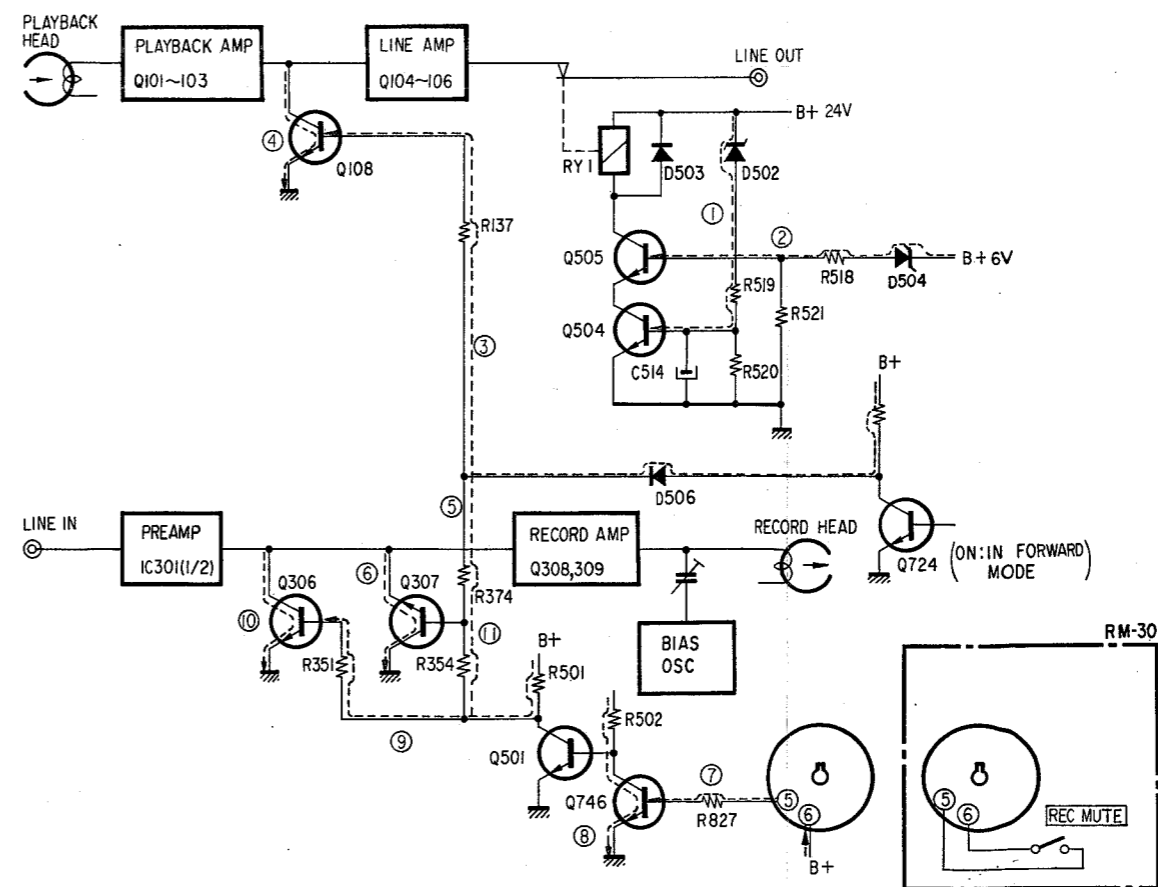 PLAYBACK
HEAD
PLAYBACK AMP
Q101~103
LINE AMP
Q104~106
LINE OUT
B+ 24V
④
Q108
RY1
D503
D502
①
②
R137
Q505
R518
D504
B+ 6V
R519
R521
Q504
③
C514
R520
B+
D506
LINE IN
PREAMP
IC301(1/2)
⑤
RECORD AMP
Q308,309
RECORD HEAD
Q724
(ON:IN FORWARD
MODE)
Q306
⑥
Q307
R374
⑩
⑪
R351
R354
B+
R501
BIAS
OSC
RM-30
R502
⑨
Q501
⑦
Q746
R827
⑤
⑥
⑧
B+
⑤
⑥
REC MUTE